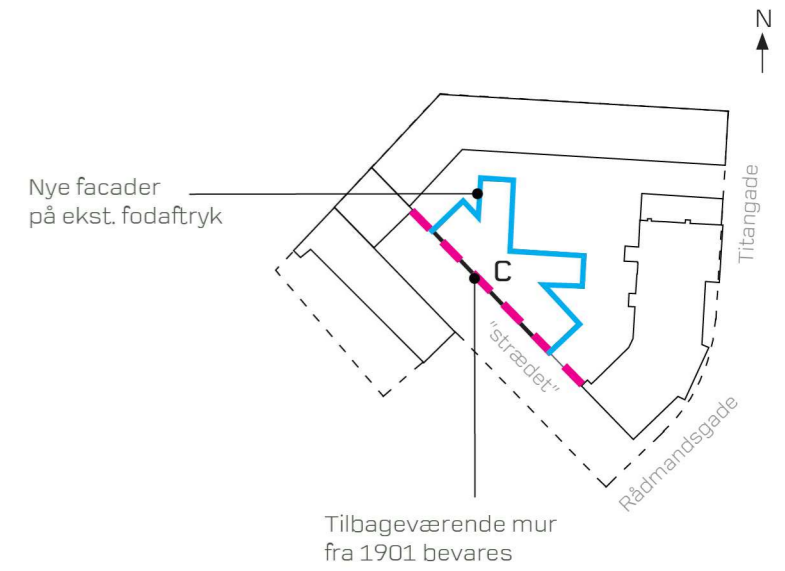 N
Nye facader
på ekst. fodaftryk
Titangade
C
"strædet"
Rådmandsgade
Tilbageværende mur
fra 1901 bevares